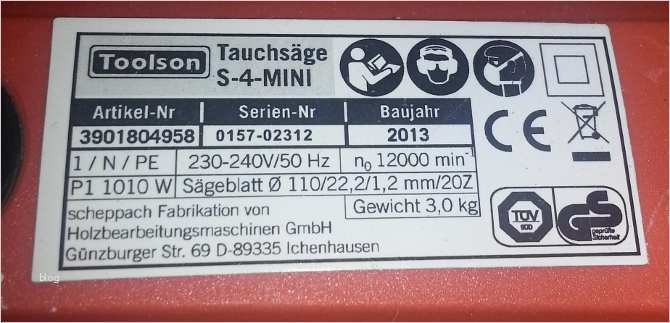 Toolson
Tauchsäge
S-4-MINI
Artikel-Nr Serien-Nr Baujahr
3901804958 0157-02312 2013
1 / N / PE 230-240V/50 Hz n0 12000 min-1
P1 1010 W Sägeblatt Ø 110/22,2/1,2 mm/20Z
Gewicht 3,0 kg
scheppach Fabrikation von
Holzbearbeitungsmaschinen GmbH
Günzburger Str. 69 D-89335 Ichenhausen
CE
TÜV
SÜD
GS
geprüfte
Sicherheit
blog